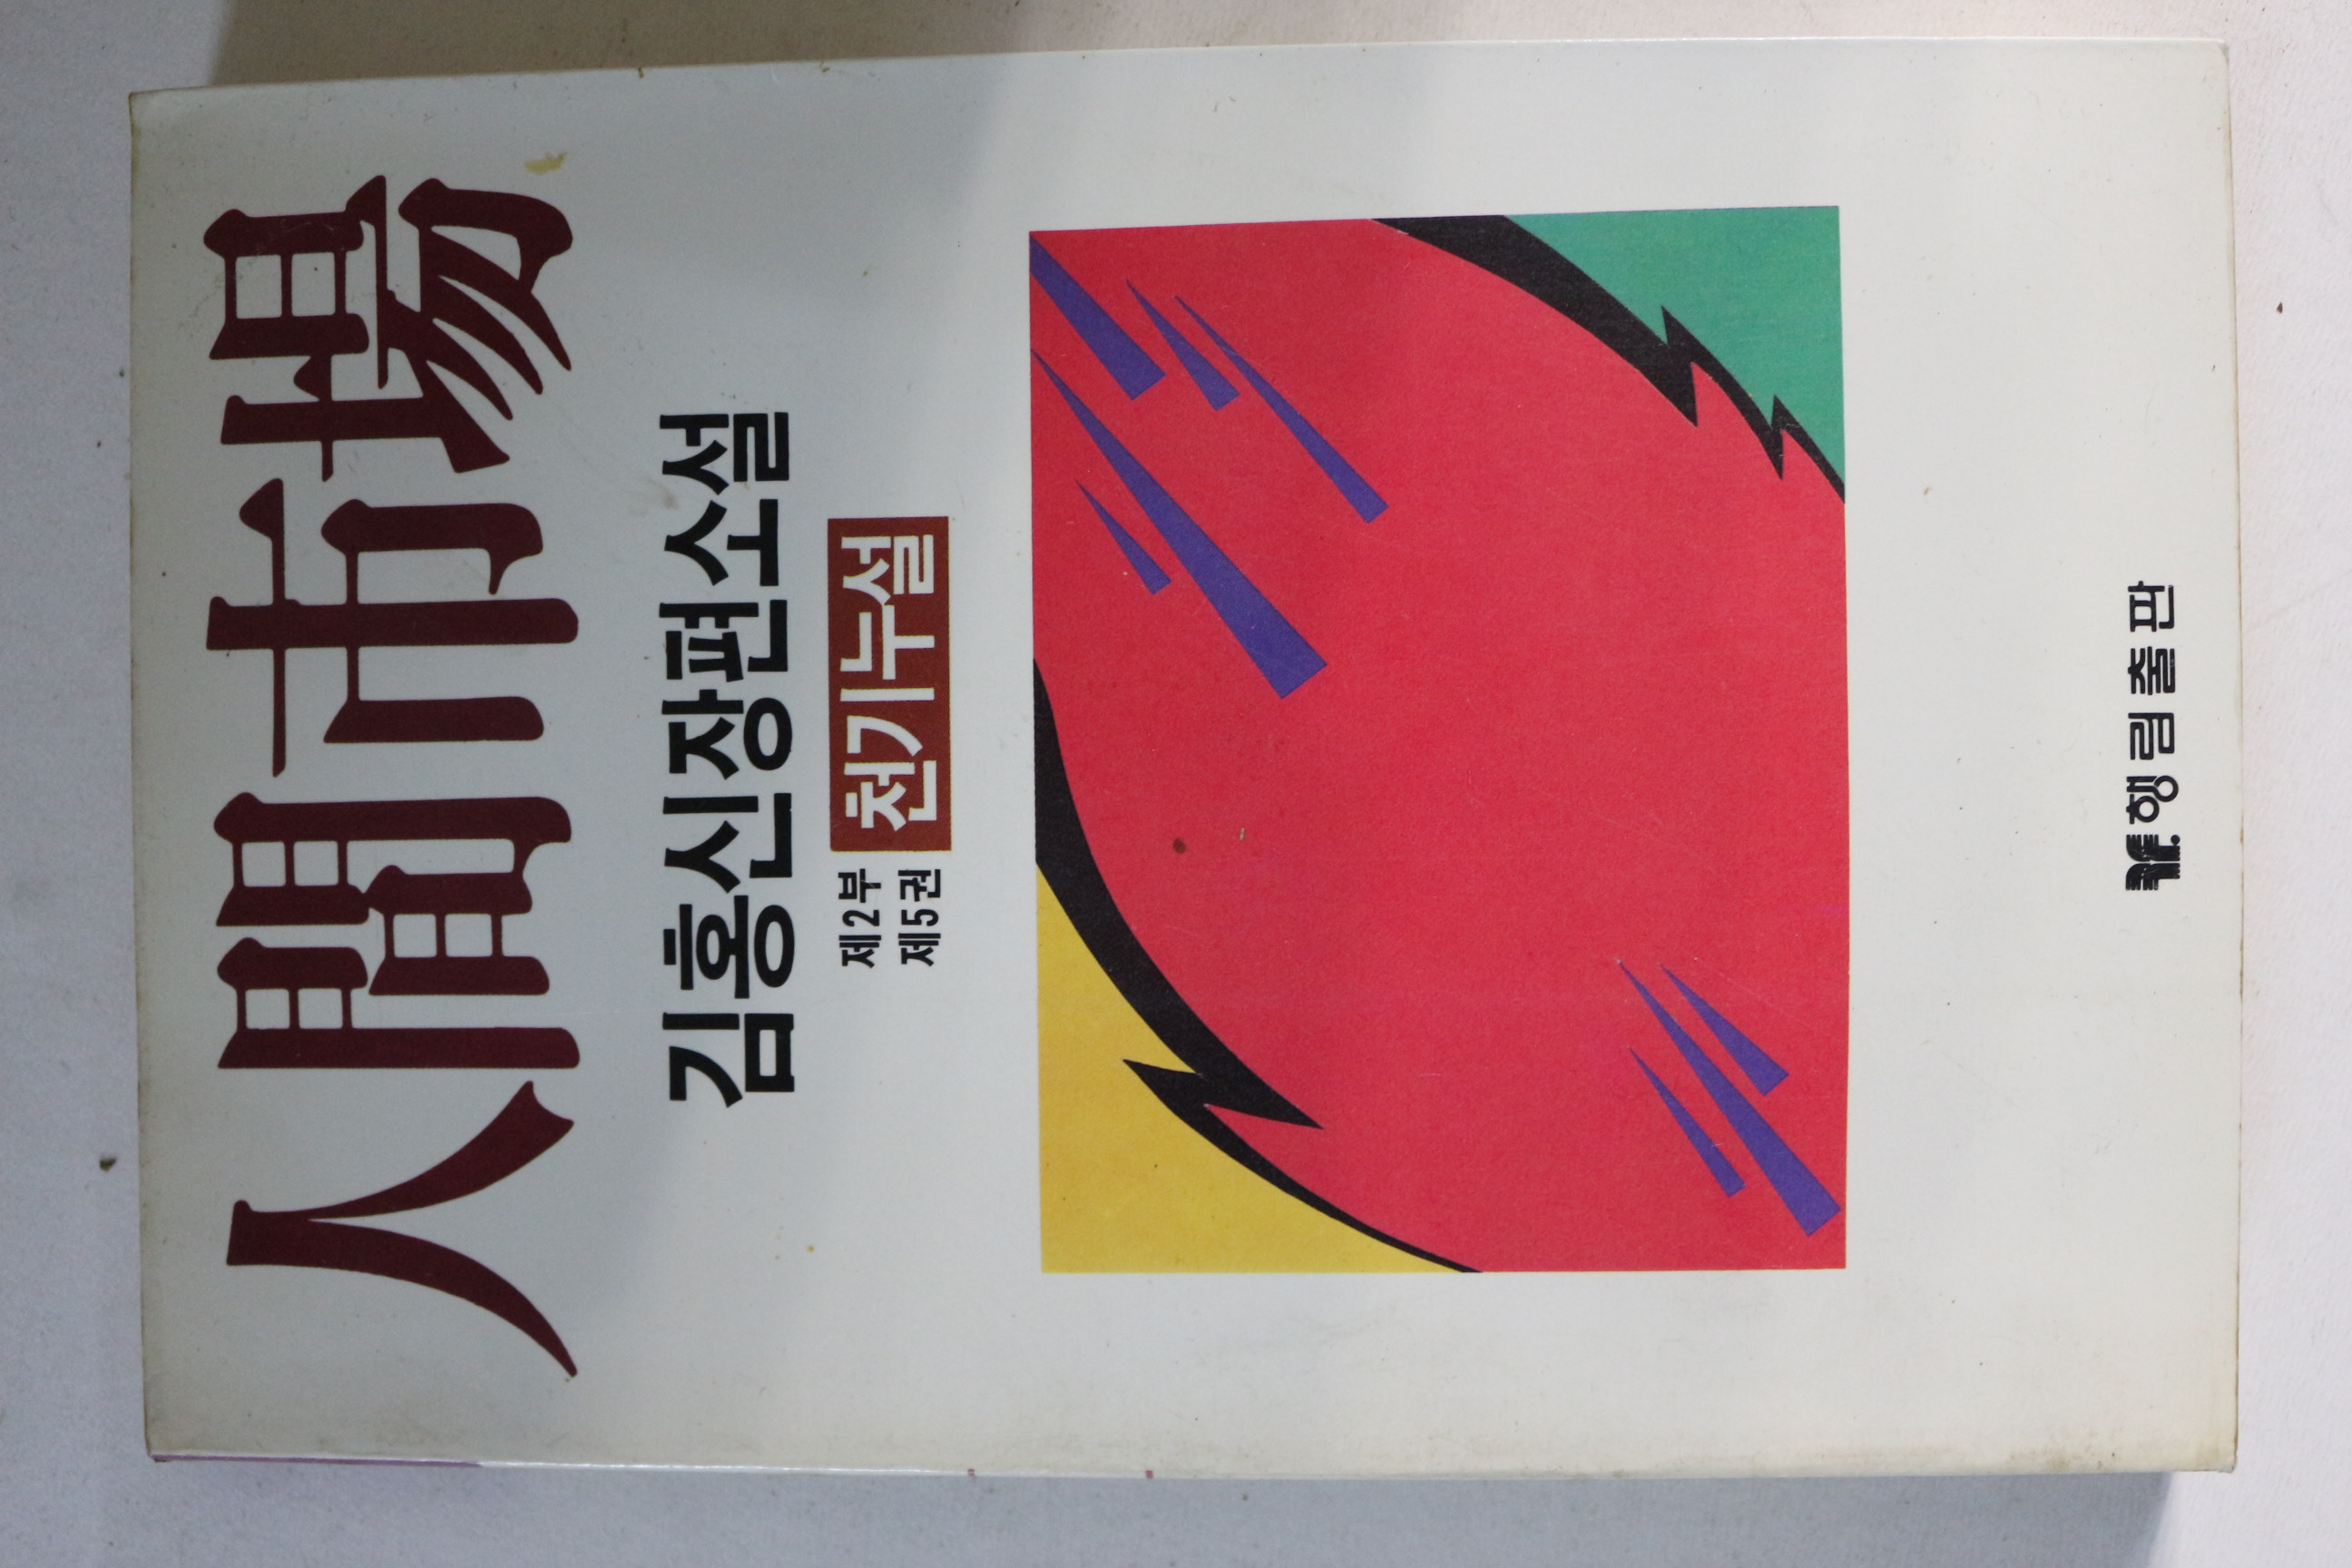 人間市場
김홍신장편소설
제2부
제5권
천기누설
행림출판